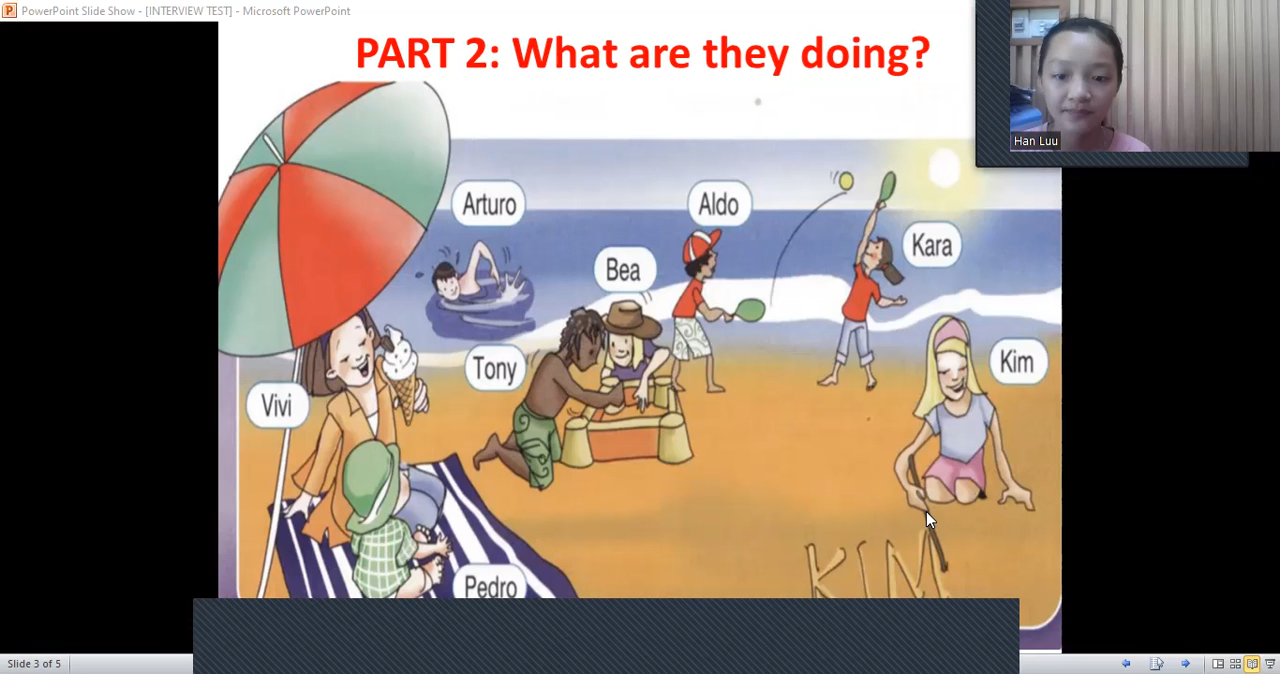 PowerPoint Slide Show - [INTERVIEW TEST] - Microsoft PowerPoint
PART 2: What are they doing?
Han Luu
Arturo
Aldo
Kara
Bea
Tony
Kim
Vivi
KIM
Pedro
Slide 3 of 5